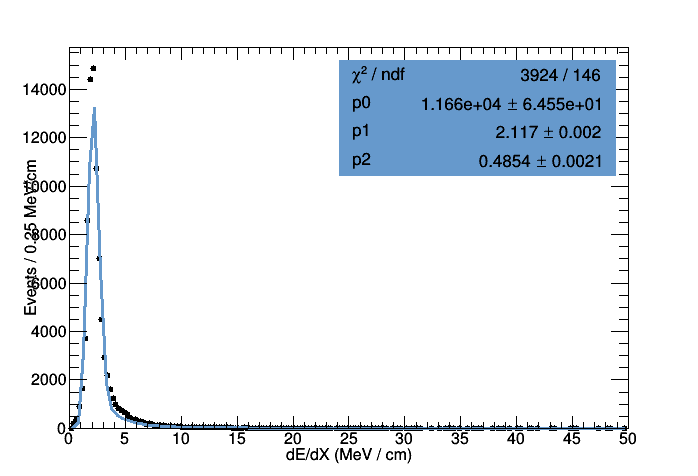 χ² / ndf 3924 / 146
p0 1.166e+04 ± 6.455e+01
p1 2.117 ± 0.002
p2 0.4854 ± 0.0021
14000
12000
10000
8000
6000
4000
2000
0
Events / 0.25 MeV/cm
0 5 10 15 20 25 30 35 40 45 50
dE/dX (MeV / cm)